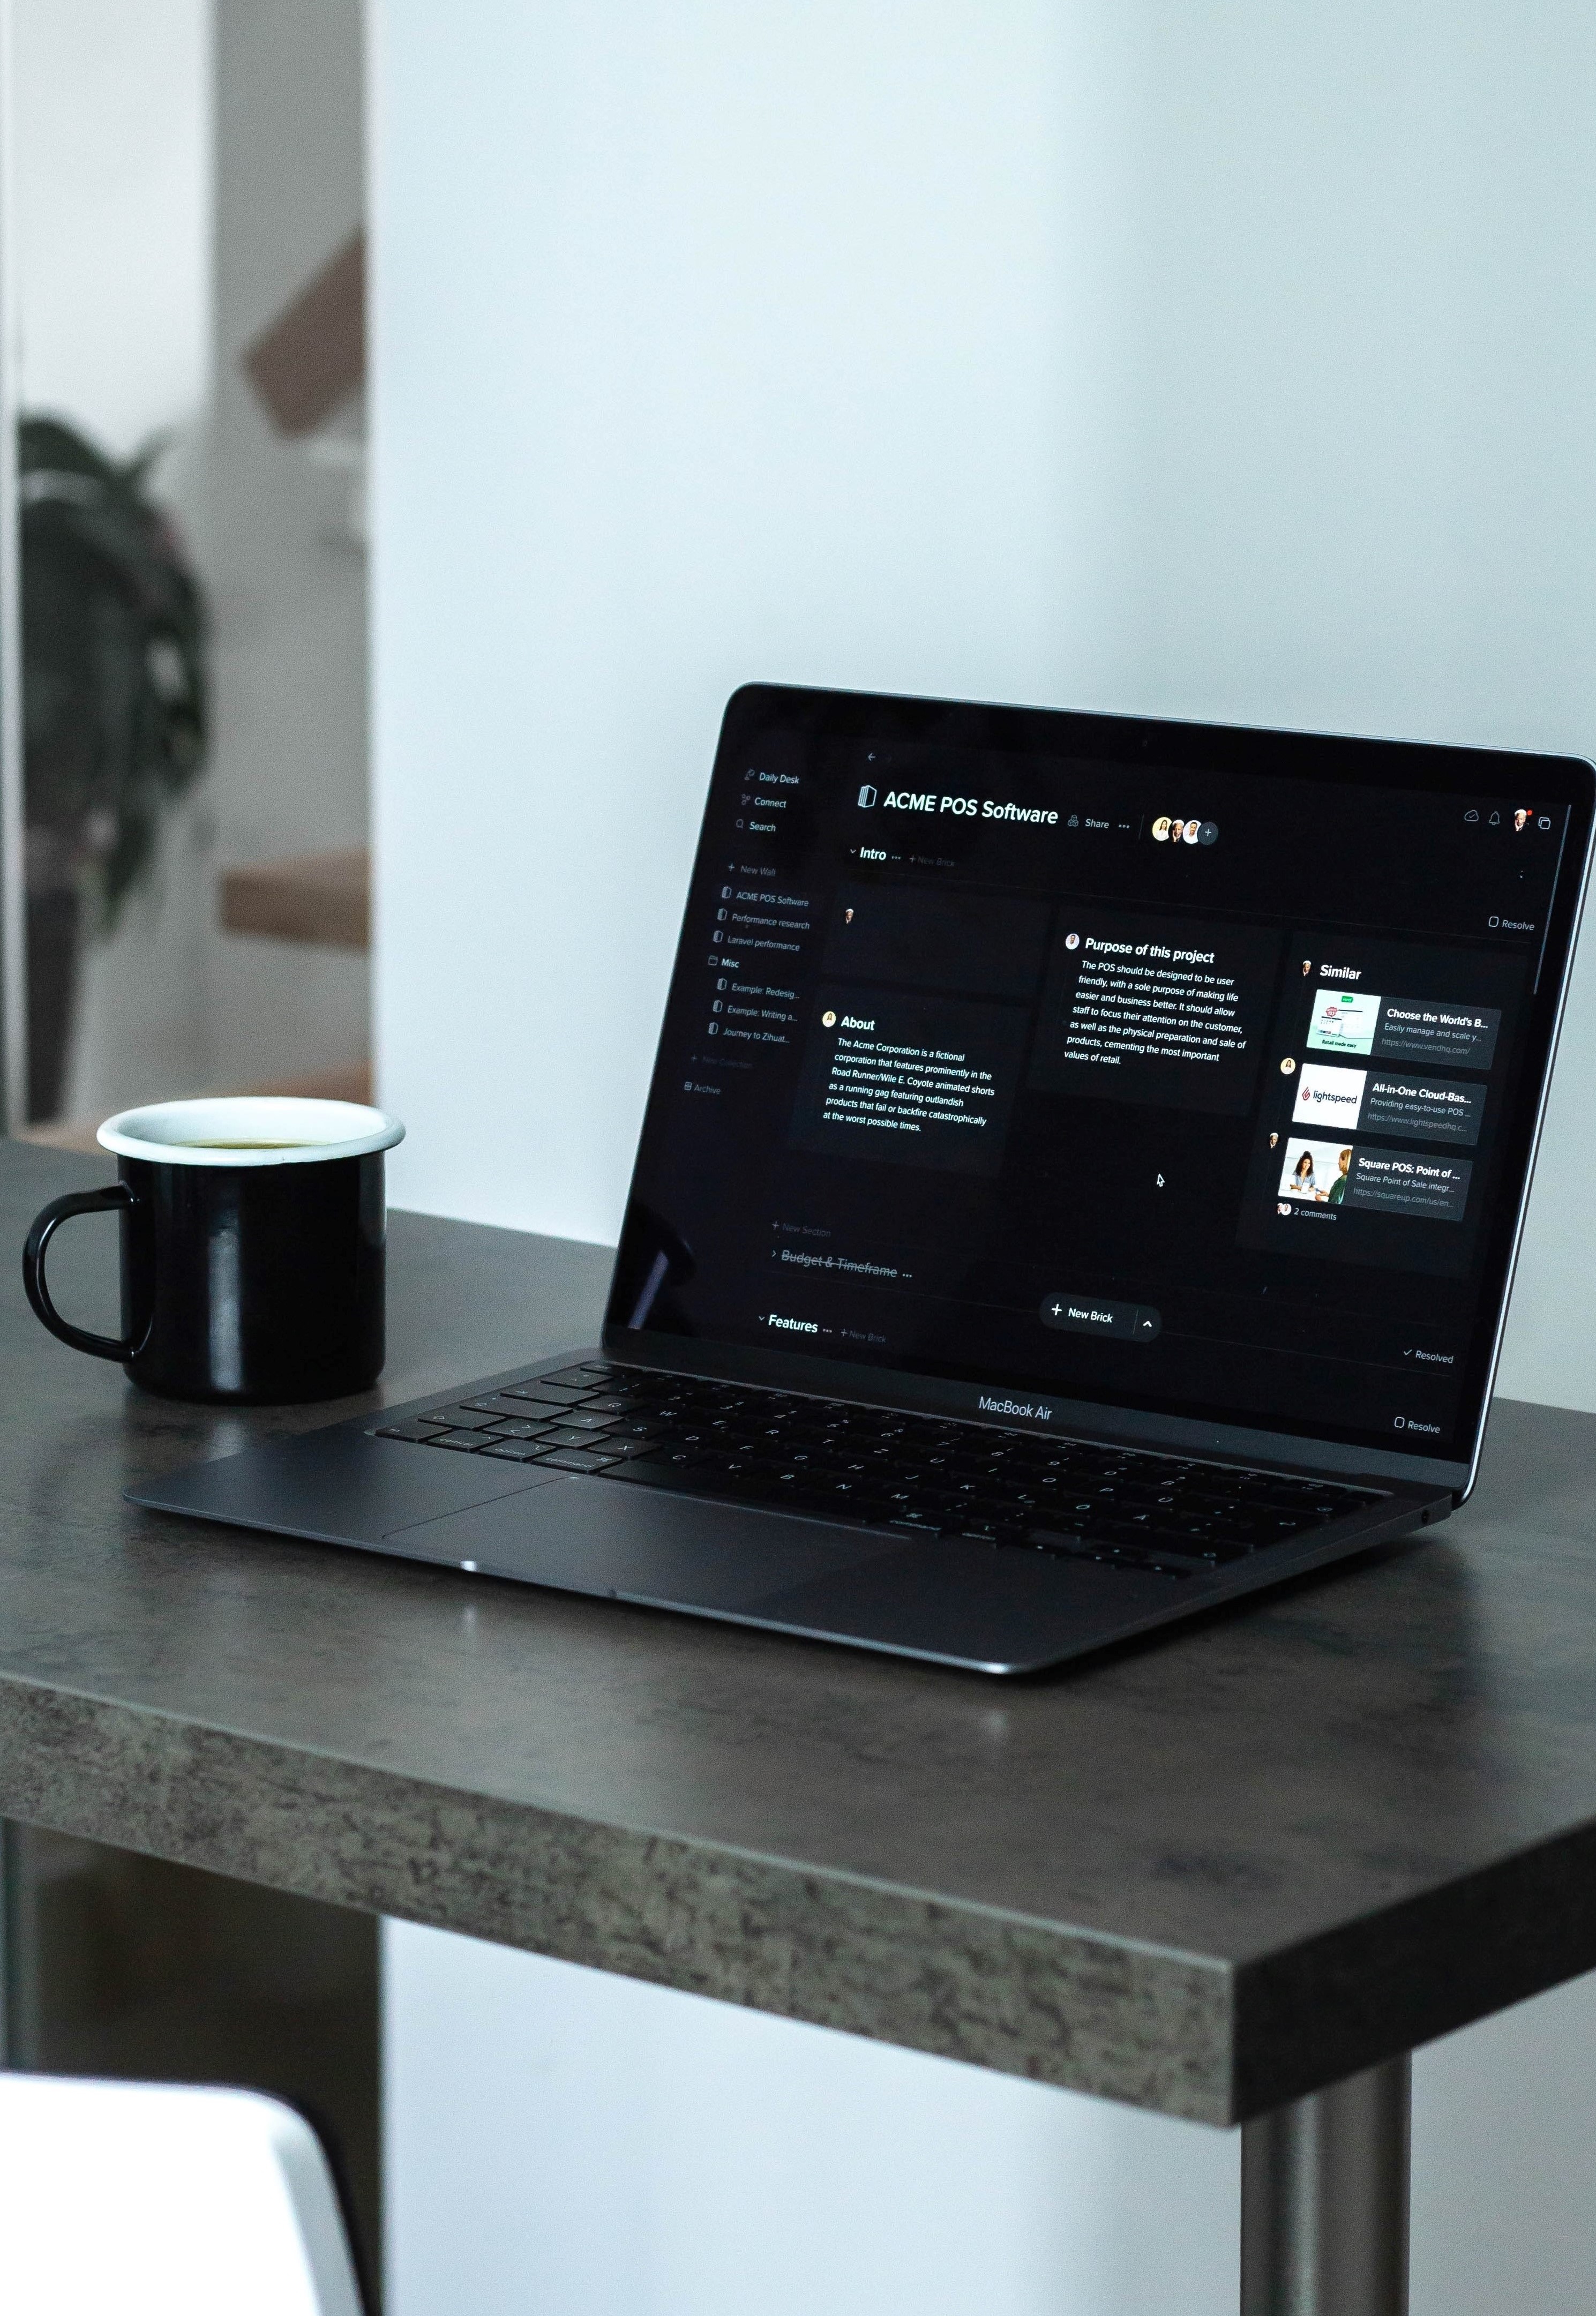 Daily Desk
Connect
Search
+ New Wall
ACME POS Software
Performance research
Laravel performance
Misc
Example: Redesig...
Example: Writing a...
Journey to Zihuat...
+ New Collection
Archive
ACME POS Software
Share
Intro
+ New Brick
Resolve
About
The Acme Corporation is a fictional
corporation that features prominently in the
Road Runner/Wile E. Coyote animated shorts
as a running gag featuring outlandish
products that fail or backfire catastrophically
at the worst possible times.
Purpose of this project
The POS should be designed to be user
friendly, with a sole purpose of making life
easier and business better. It should allow
staff to focus their attention on the customer,
as well as the physical preparation and sale of
products, cementing the most important
values of retail.
Similar
Retail made easy
Choose the World's B...
Easily manage and scale y...
https://www.vendhq.com/
lightspeed
All-in-One Cloud-Bas...
Providing easy-to-use POS ...
https://www.lightspeedhq.c...
Square POS: Point of ...
Square Point of Sale integr...
https://squareup.com/us/en...
2 comments
+ New Section
Budget & Timeframe ...
+ New Brick
Resolved
Features ... + New Brick
Resolve
MacBook Air
Q W E R T Z U I O P Ü
A S D F G H J K L Ö Ä
Y X C V B N M
command
command